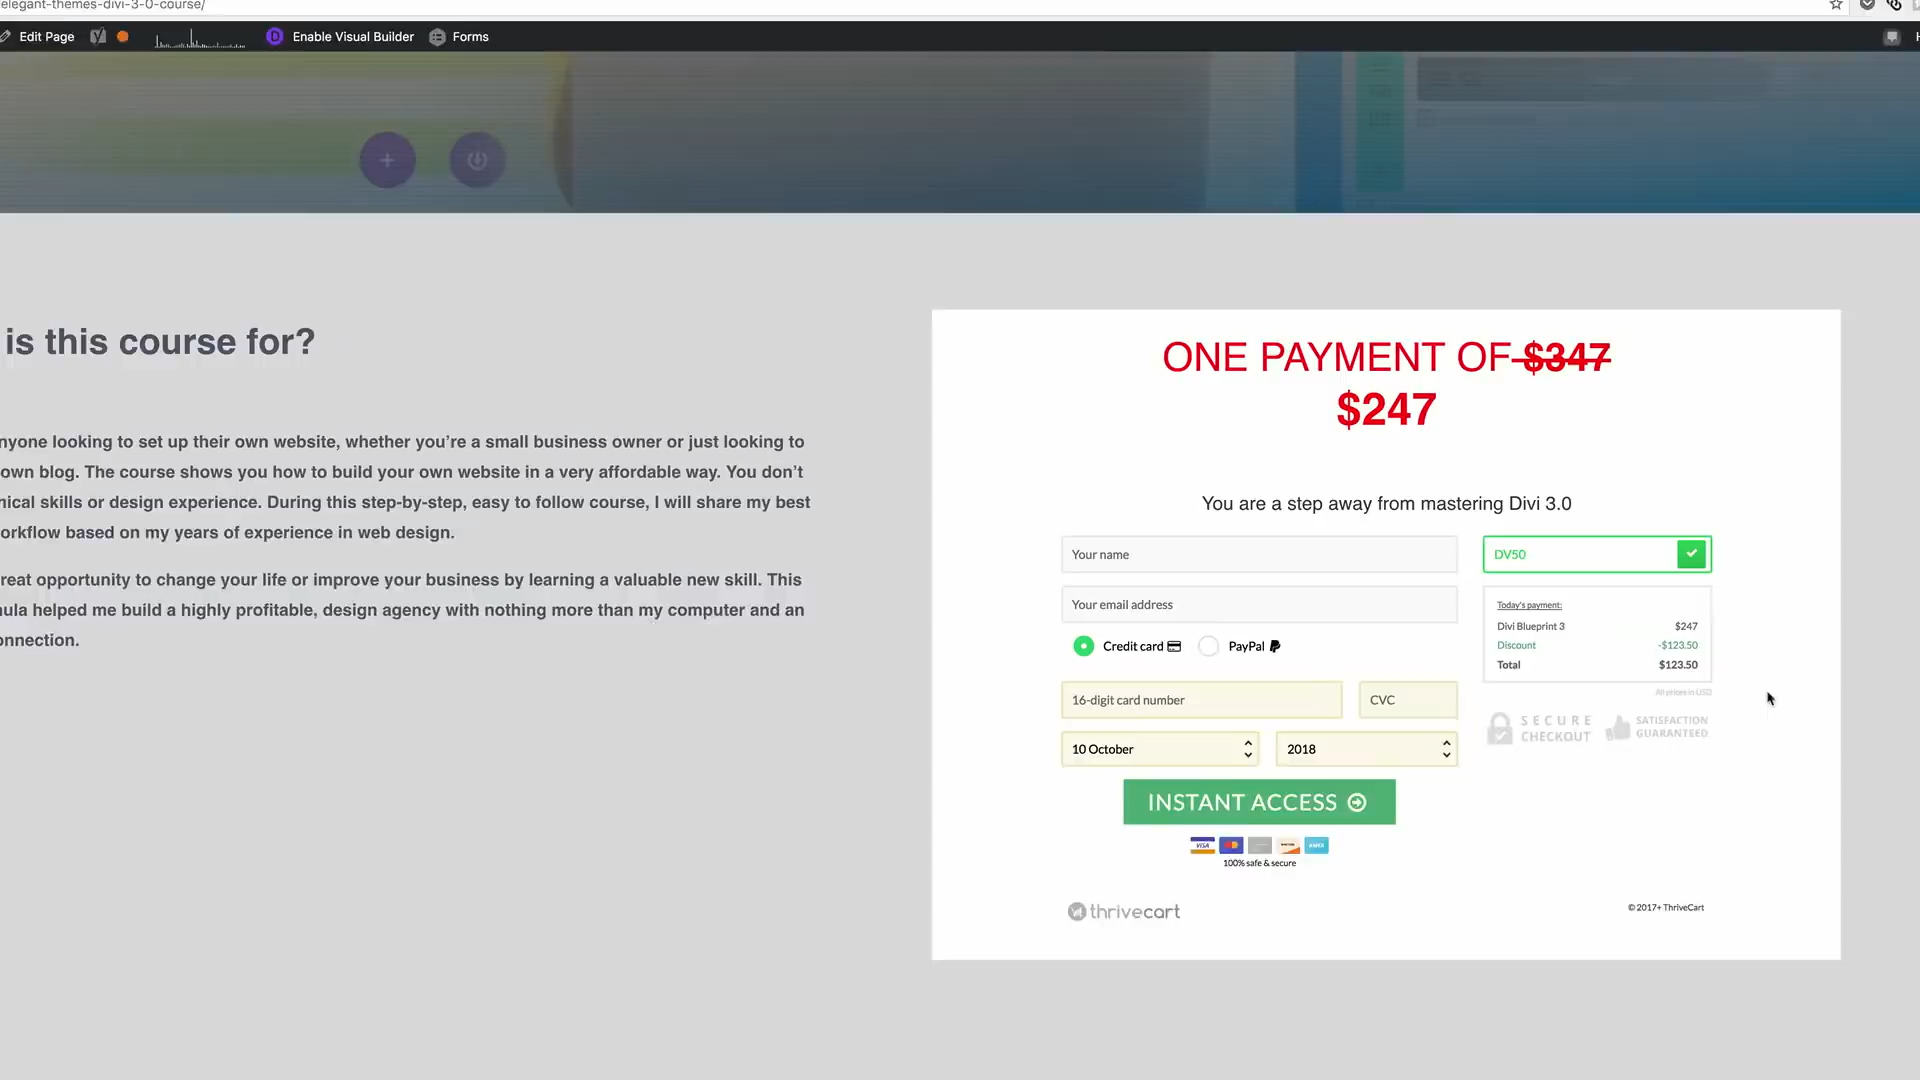 elegant-themes-divi-3-0-course/
Edit Page
Enable Visual Builder
Forms
H
is this course for?
nyone looking to set up their own website, whether you're a small business owner or just looking to
own blog. The course shows you how to build your own website in a very affordable way. You don't
nical skills or design experience. During this step-by-step, easy to follow course, I will share my best
orkflow based on my years of experience in web design.
reat opportunity to change your life or improve your business by learning a valuable new skill. This
nula helped me build a highly profitable, design agency with nothing more than my computer and an
onnection.
ONE PAYMENT OF $347
$247
You are a step away from mastering Divi 3.0
Your name
DV50
Your email address
Today's payment:
Divi Blueprint 3 $247
Discount -$123.50
Total $123.50
All prices in USD
Credit card
PayPal
16-digit card number
CVC
10 October
2018
SECURE CHECKOUT
SATISFACTION GUARANTEED
INSTANT ACCESS
VISA
100% safe & secure
thrivecart
© 2017+ ThriveCart